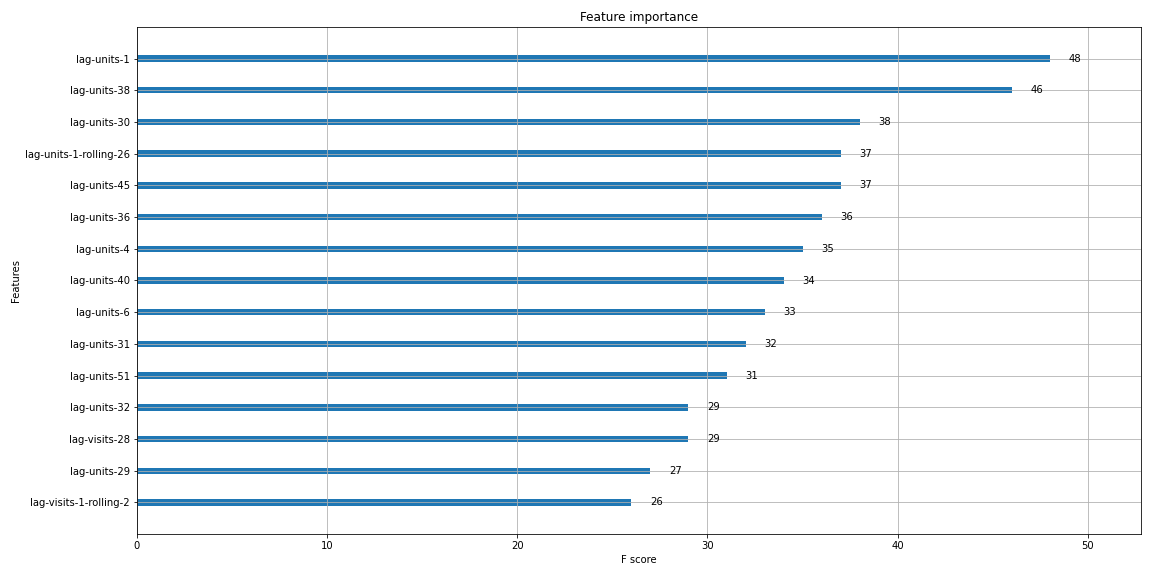 Feature importance
lag-units-1 48
lag-units-38 46
lag-units-30 38
lag-units-1-rolling-26 37
lag-units-45 37
lag-units-36 36
lag-units-4 35
lag-units-40 34
lag-units-6 33
lag-units-31 32
lag-units-51 31
lag-units-32 29
lag-visits-28 29
lag-units-29 27
lag-visits-1-rolling-2 26
Features
0 10 20 30 40 50
F score